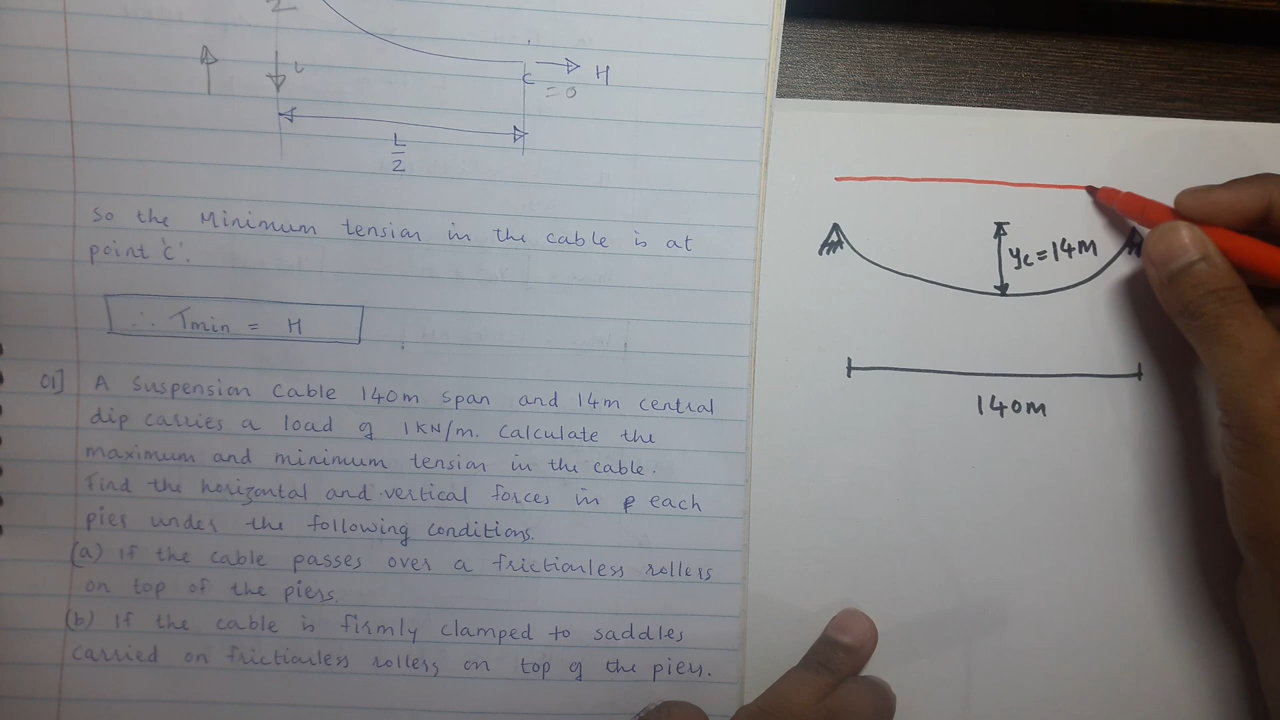 2
L
C
H
= 0
L
2
So the Minimum tension in the cable is at
point 'C'.
∴ Tmin = H
01] A suspension cable 140m span and 14m central
dip carries a load of 1KN/m. Calculate the
maximum and minimum tension in the cable.
Find the horizontal and vertical forces in each
pier under the following conditions.
(a) If the cable passes over a frictionless rollers
on top of the piers.
(b) If the cable is firmly clamped to saddles
carried on frictionless rollers on top of the piers.
yc = 14M
140M